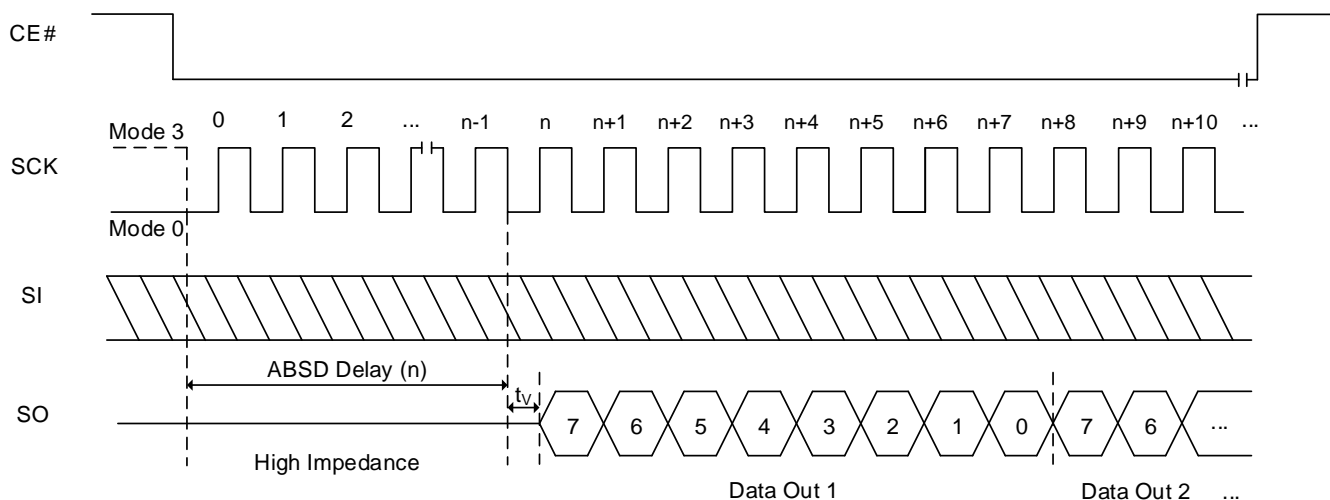 CE#
Mode 3
0 1 2 ... n-1 n n+1 n+2 n+3 n+4 n+5 n+6 n+7 n+8 n+9 n+10 ...
SCK
Mode 0
SI
ABSD Delay (n)
tV
SO
7 6 5 4 3 2 1 0 7 6 ...
High Impedance
Data Out 1 Data Out 2 ...